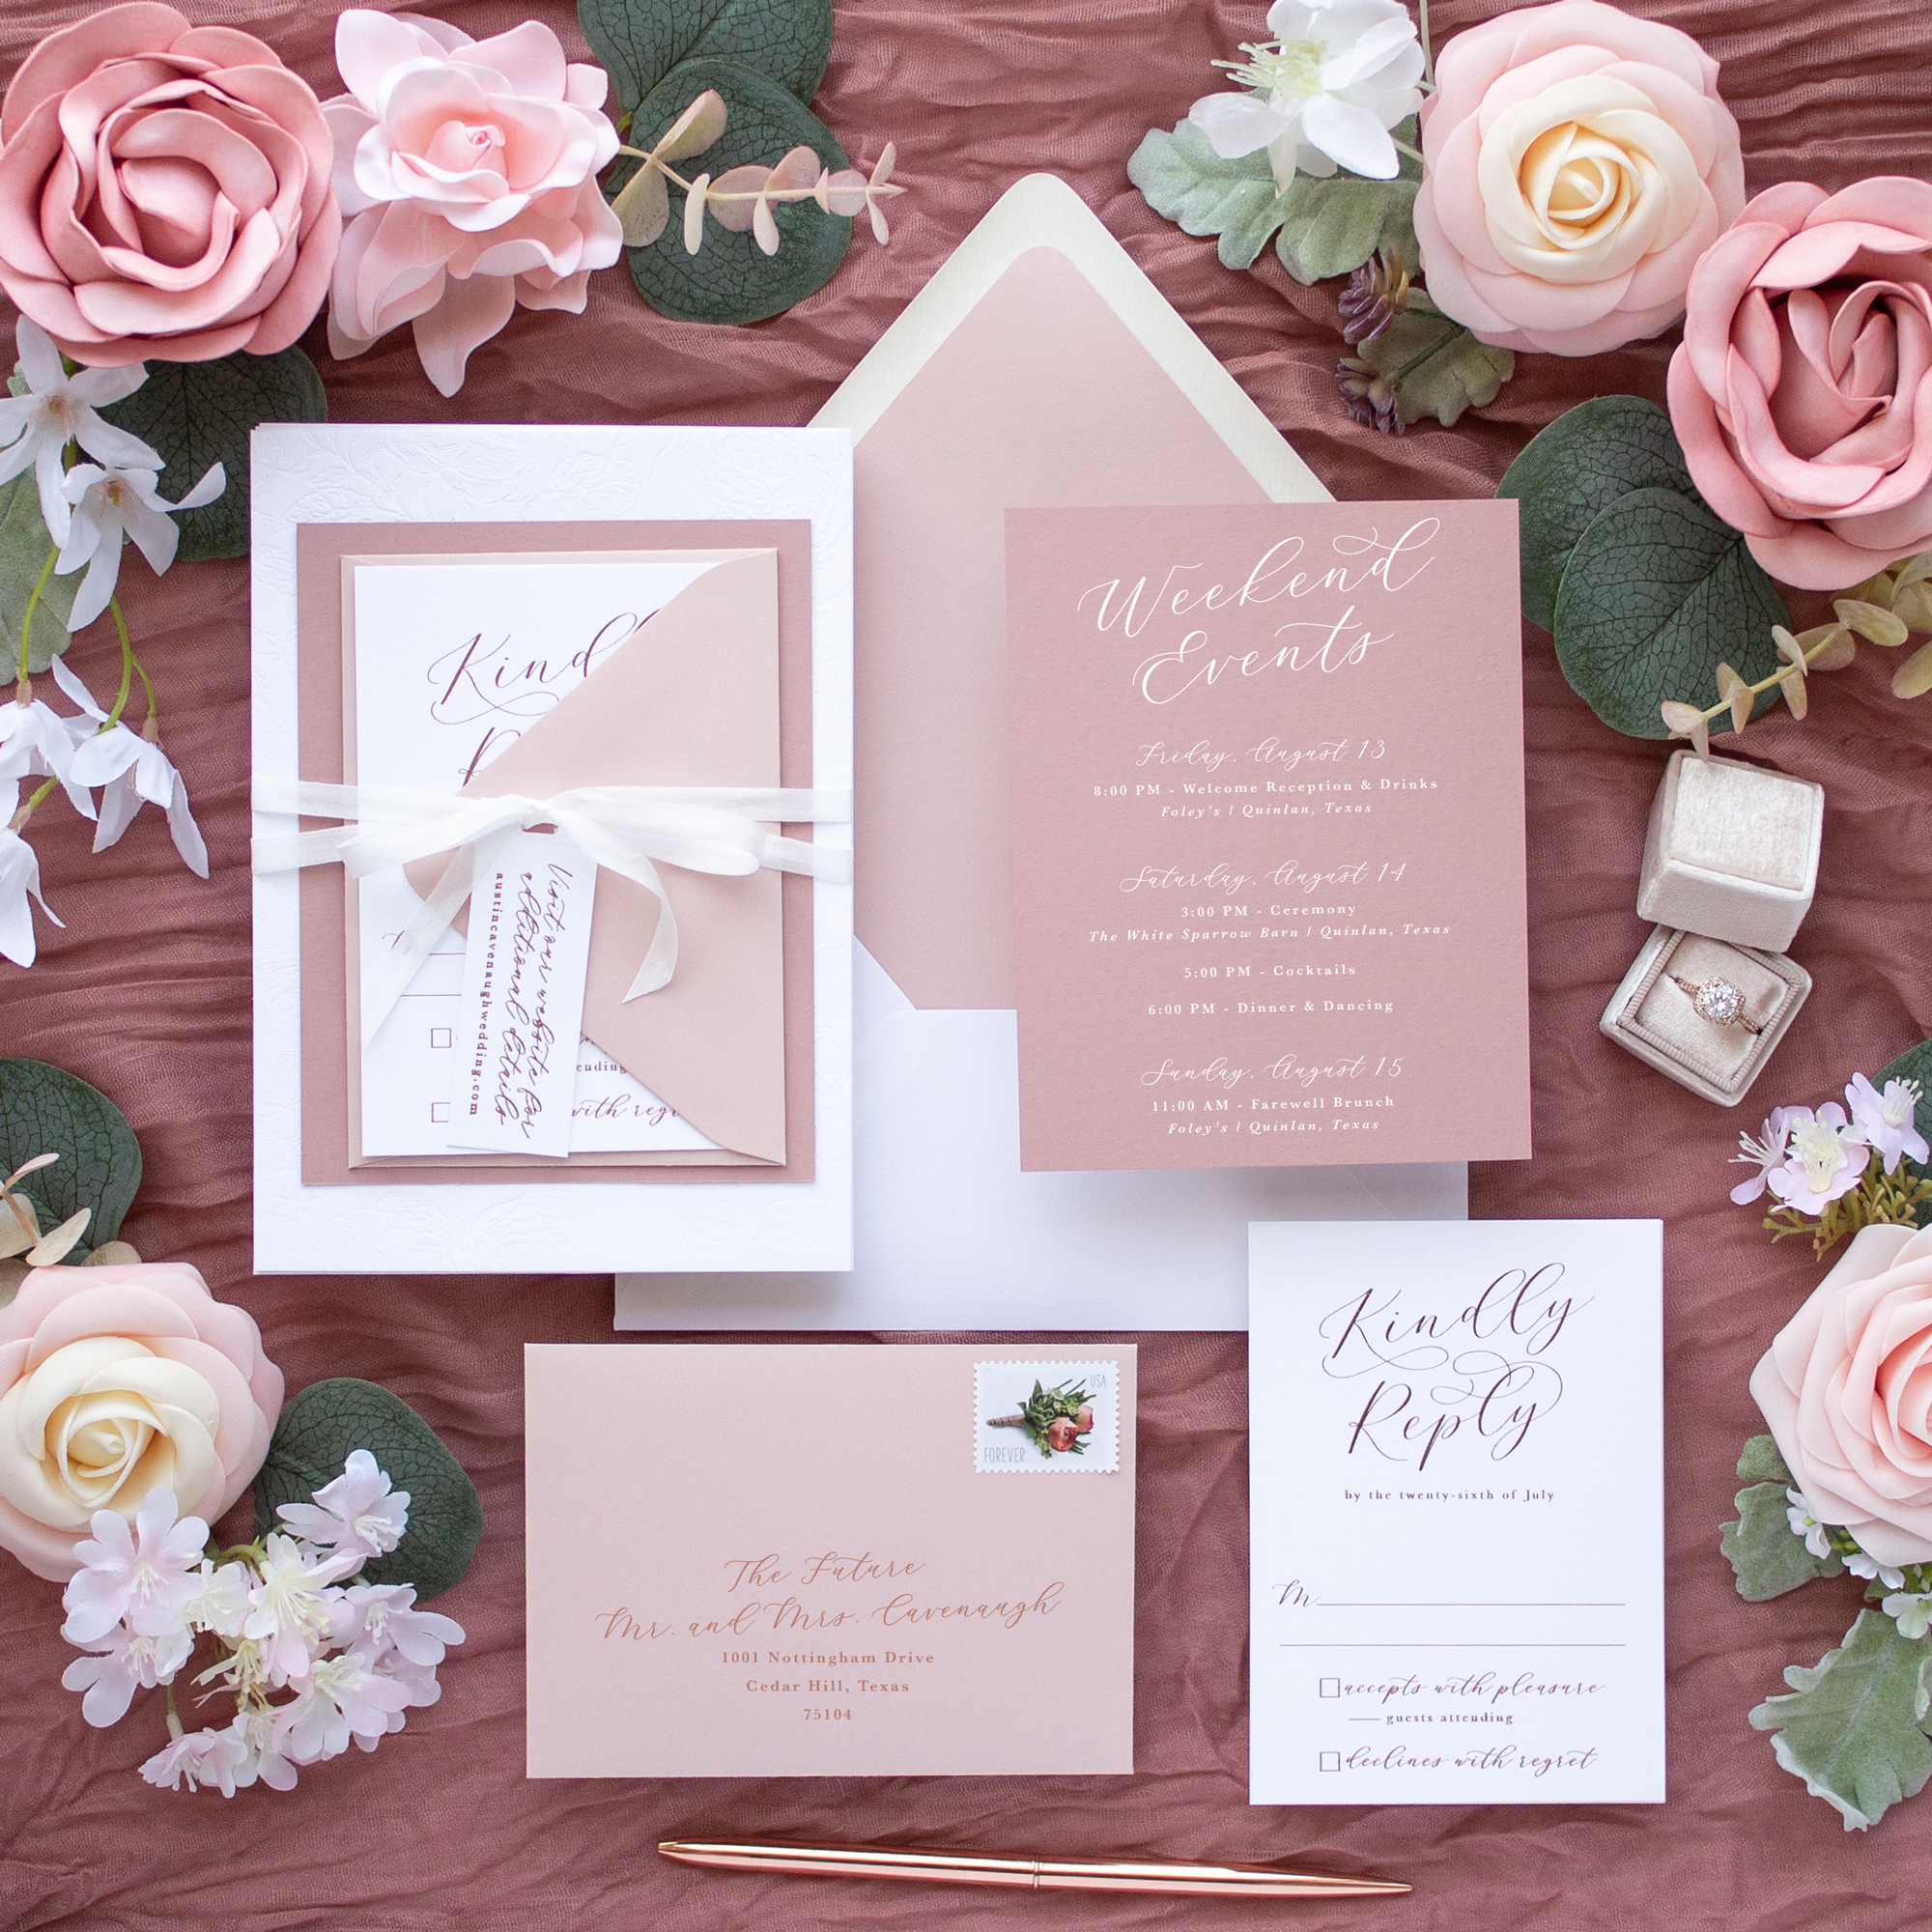 Kindl
R
Visit our website for
additional details
austincavenaughwedding.com
ending
with regr
Weekend
Events
Friday, August 13
8:00 PM - Welcome Reception & Drinks
Foley's | Quinlan, Texas
Saturday, August 14
3:00 PM - Ceremony
The White Sparrow Barn | Quinlan, Texas
5:00 PM - Cocktails
6:00 PM - Dinner & Dancing
Sunday, August 15
11:00 AM - Farewell Brunch
Foley's | Quinlan, Texas
USA
FOREVER
The Future
Mr. and Mrs. Cavenaugh
1001 Nottingham Drive
Cedar Hill, Texas
75104
Kindly
Reply
by the twenty-sixth of July
M
accepts with pleasure
guests attending
declines with regret